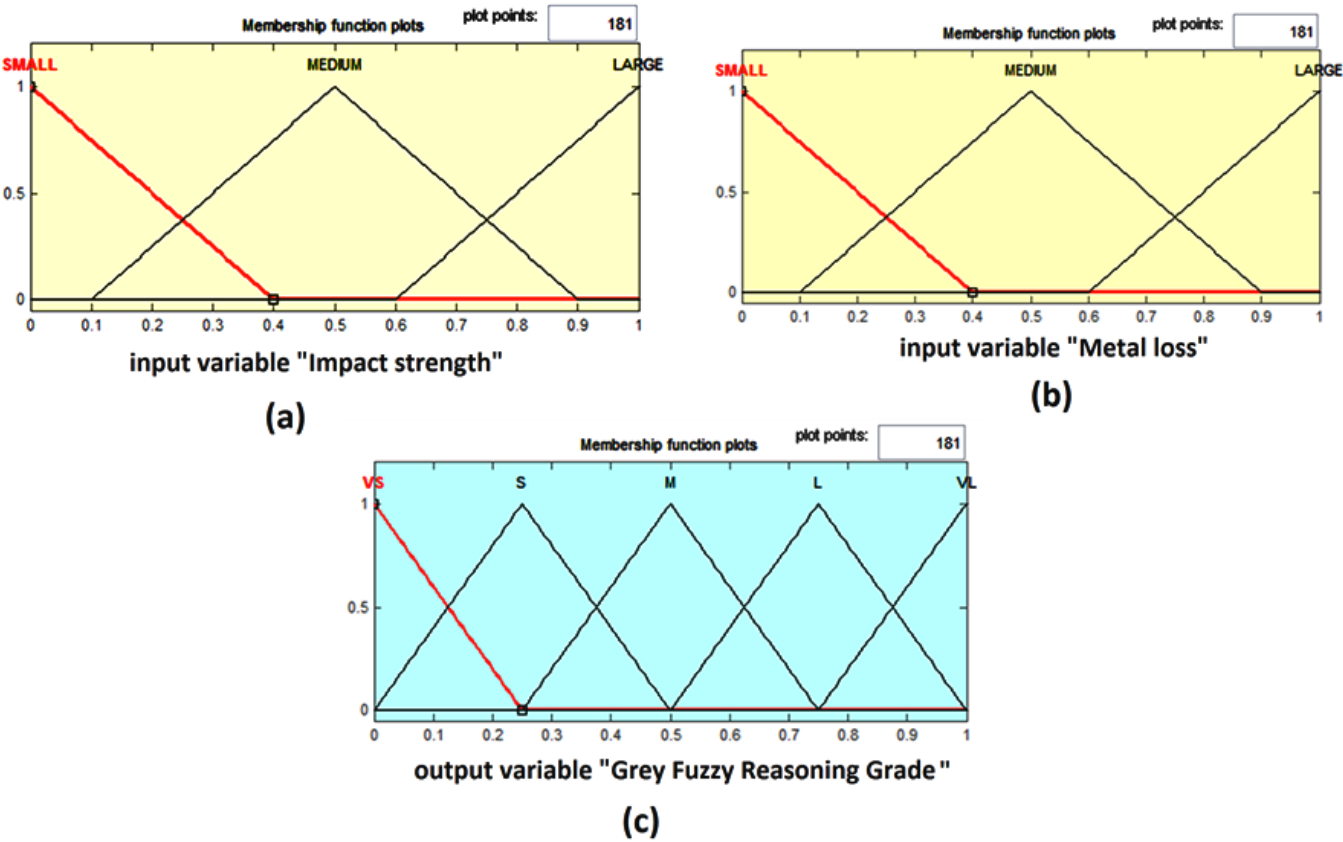 Membership function plots plot points: 181
SMALL MEDIUM LARGE
1
0.5
0
0 0.1 0.2 0.3 0.4 0.5 0.6 0.7 0.8 0.9 1
input variable "Impact strength"
(a)
Membership function plots plot points: 181
SMALL MEDIUM LARGE
1
0.5
0
0 0.1 0.2 0.3 0.4 0.5 0.6 0.7 0.8 0.9 1
input variable "Metal loss"
(b)
Membership function plots plot points: 181
VS S M L VL
1
0.5
0
0 0.1 0.2 0.3 0.4 0.5 0.6 0.7 0.8 0.9 1
output variable "Grey Fuzzy Reasoning Grade"
(c)